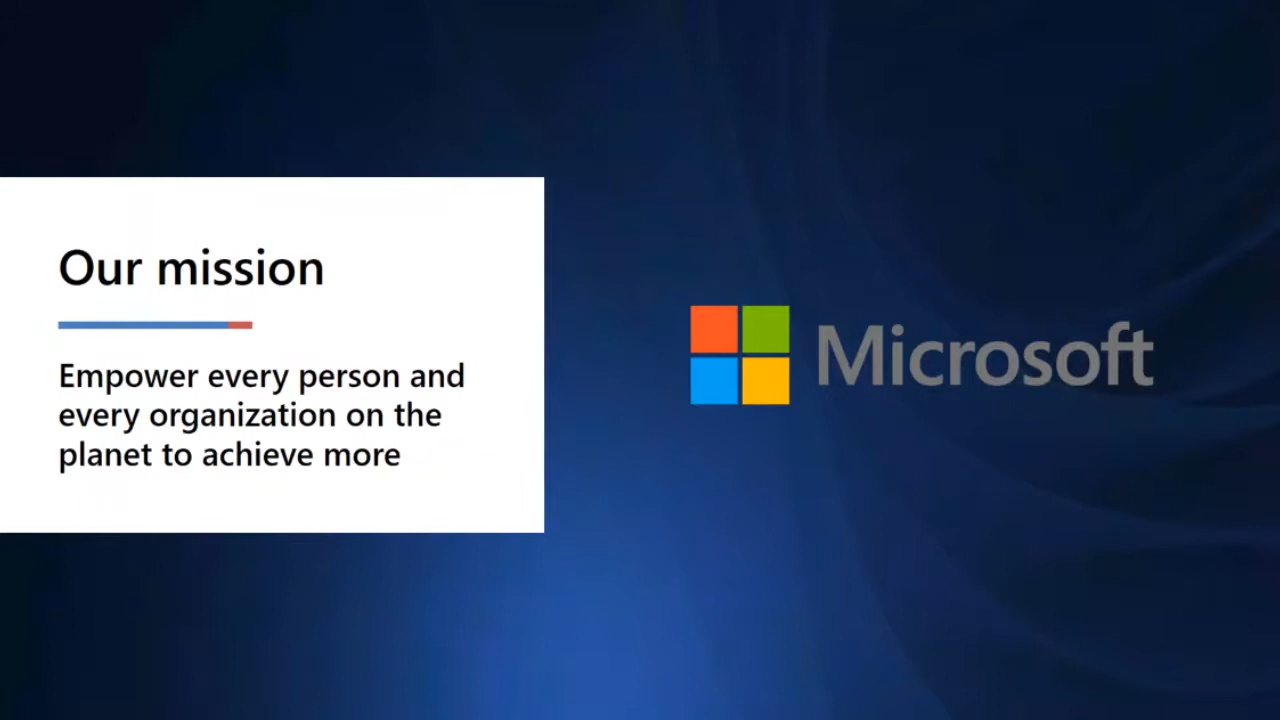 Our mission
Empower every person and
every organization on the
planet to achieve more
Microsoft